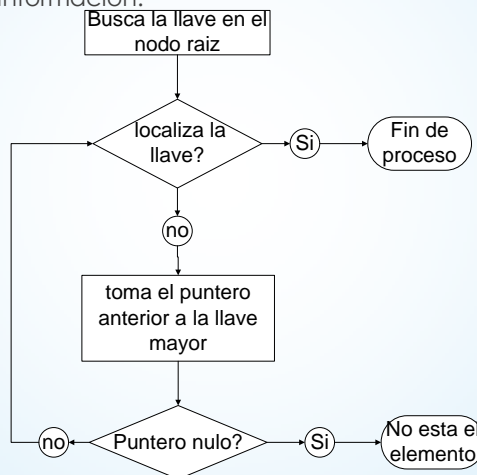 información.
Busca la llave en el
nodo raiz
localiza la
llave?
Si
Fin de
proceso
no
toma el puntero
anterior a la llave
mayor
no
Puntero nulo?
Si
No esta el
elemento